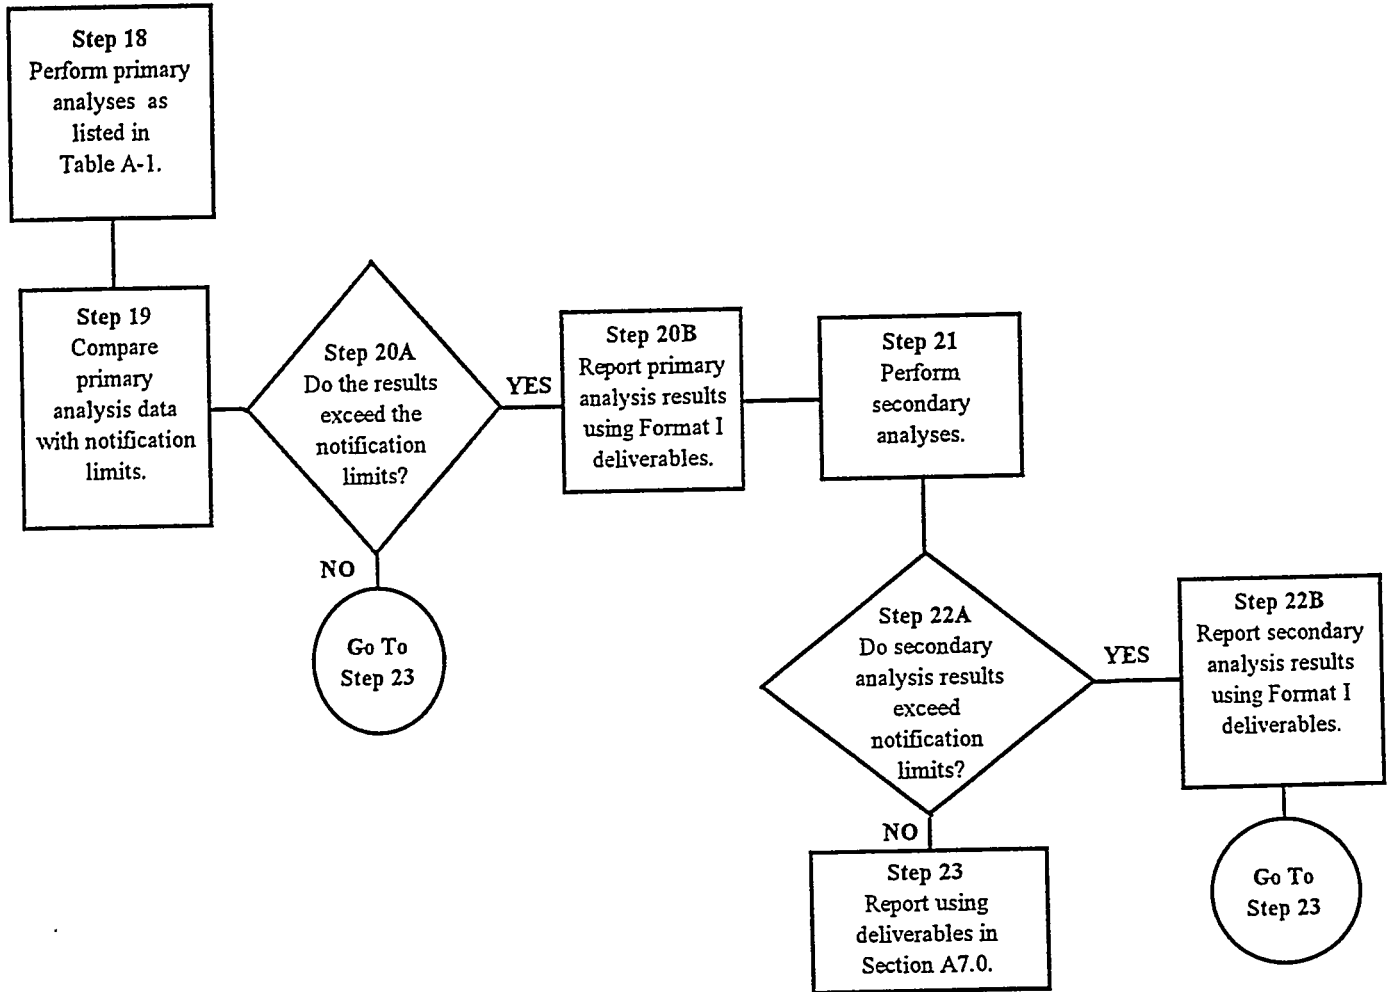 Step 18
Perform primary
analyses as
listed in
Table A-1.
Step 19
Compare
primary
analysis data
with notification
limits.
Step 20A
Do the results
exceed the
notification
limits?
YES
NO
Go To
Step 23
Step 20B
Report primary
analysis results
using Format I
deliverables.
Step 21
Perform
secondary
analyses.
Step 22A
Do secondary
analysis results
exceed
notification
limits?
YES
NO
Step 22B
Report secondary
analysis results
using Format I
deliverables.
Go To
Step 23
Step 23
Report using
deliverables in
Section A7.0.